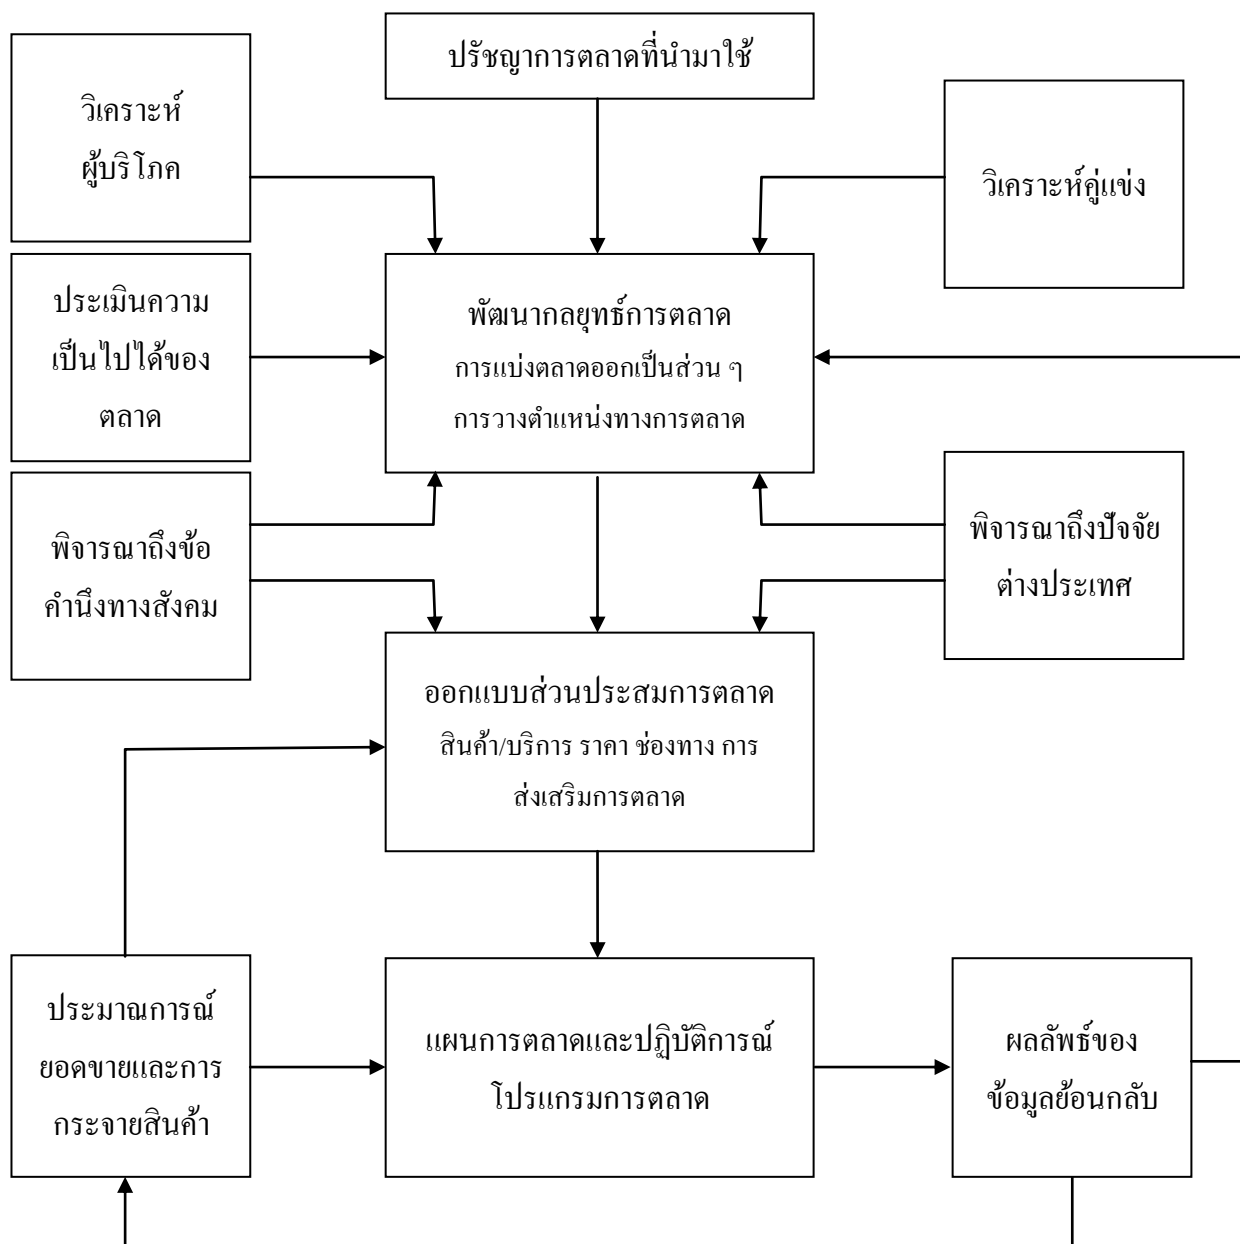 ปรัชญาการตลาดที่นำมาใช้
วิเคราะห์
ผู้บริโภค
วิเคราะห์คู่แข่ง
ประเมินความ
เป็นไปได้ของ
ตลาด
พัฒนากลยุทธ์การตลาด
การแบ่งตลาดออกเป็นส่วน ๆ
การวางตำแหน่งทางการตลาด
พิจารณาถึงข้อ
คำนึงทางสังคม
พิจารณาถึงปัจจัย
ต่างประเทศ
ออกแบบส่วนประสมการตลาด
สินค้า/บริการ ราคา ช่องทาง การ
ส่งเสริมการตลาด
ประมาณการณ์
ยอดขายและการ
กระจายสินค้า
แผนการตลาดและปฏิบัติการณ์
โปรแกรมการตลาด
ผลลัพธ์ของ
ข้อมูลย้อนกลับ